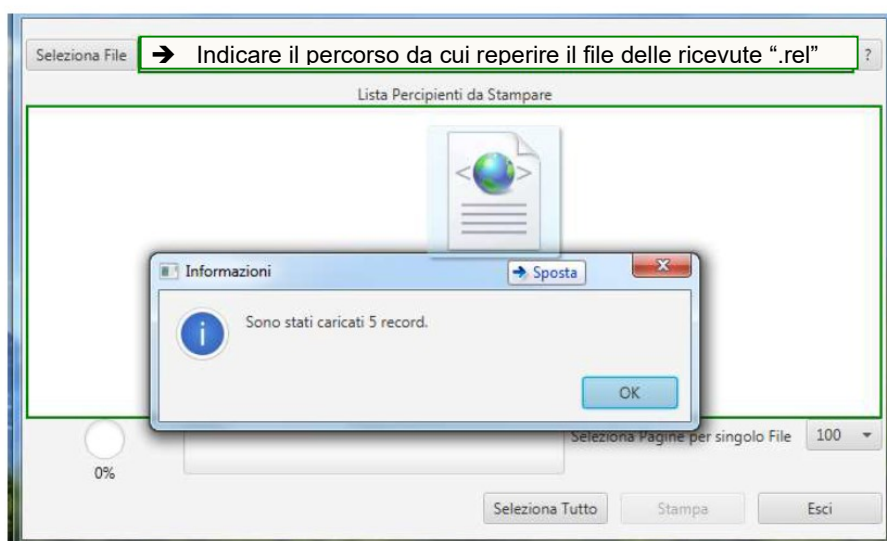 Seleziona File
➔ Indicare il percorso da cui reperire il file delle ricevute “.rel”
?
Lista Percipienti da Stampare
Informazioni
Sposta
Sono stati caricati 5 record.
OK
Seleziona Pagine per singolo File
100
0%
Seleziona Tutto
Stampa
Esci